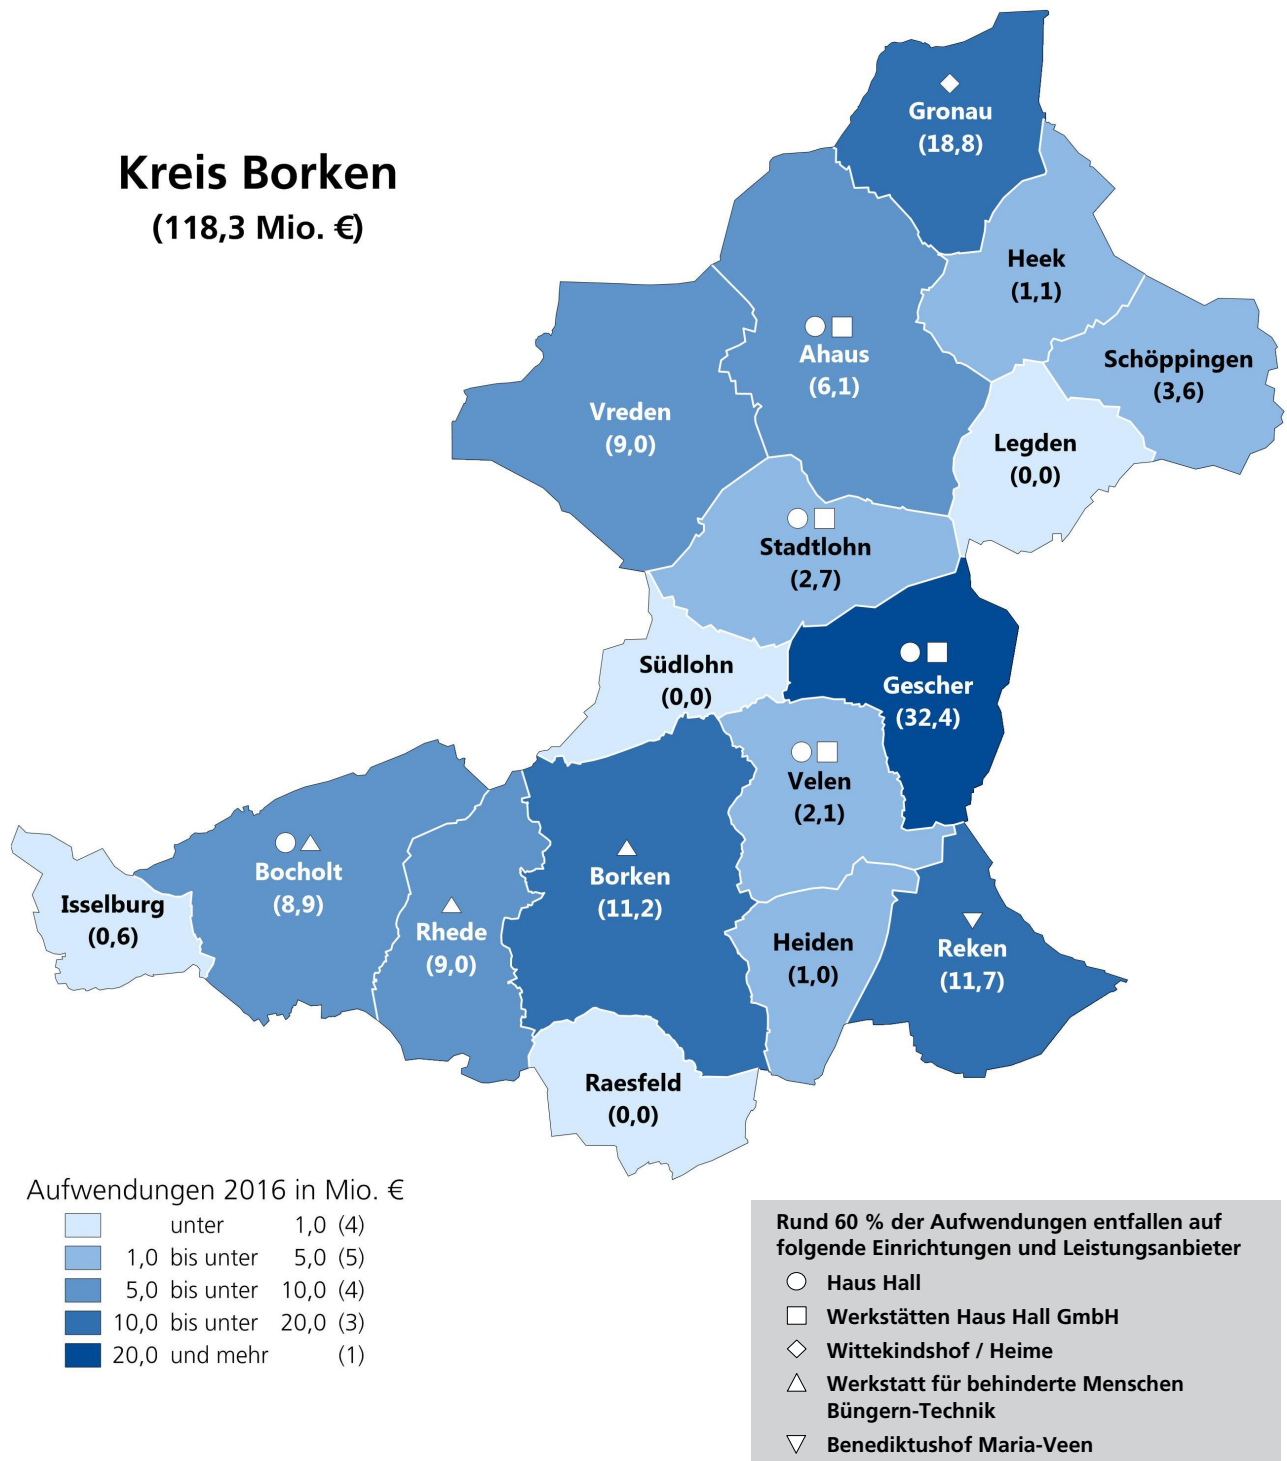 Kreis Borken
(118,3 Mio. €)
Gronau
(18,8)
Heek
(1,1)
Ahaus
(6,1)
Schöppingen
(3,6)
Vreden
(9,0)
Legden
(0,0)
Stadtlohn
(2,7)
Südlohn
(0,0)
Gescher
(32,4)
Velen
(2,1)
Bocholt
(8,9)
Borken
(11,2)
Isselburg
(0,6)
Rhede
(9,0)
Heiden
(1,0)
Reken
(11,7)
Raesfeld
(0,0)
Aufwendungen 2016 in Mio. €
unter 1,0 (4)
1,0 bis unter 5,0 (5)
5,0 bis unter 10,0 (4)
10,0 bis unter 20,0 (3)
20,0 und mehr (1)
Rund 60 % der Aufwendungen entfallen auf
folgende Einrichtungen und Leistungsanbieter
Haus Hall
Werkstätten Haus Hall GmbH
Wittekindshof / Heime
Werkstatt für behinderte Menschen
Büngern-Technik
Benediktushof Maria-Veen